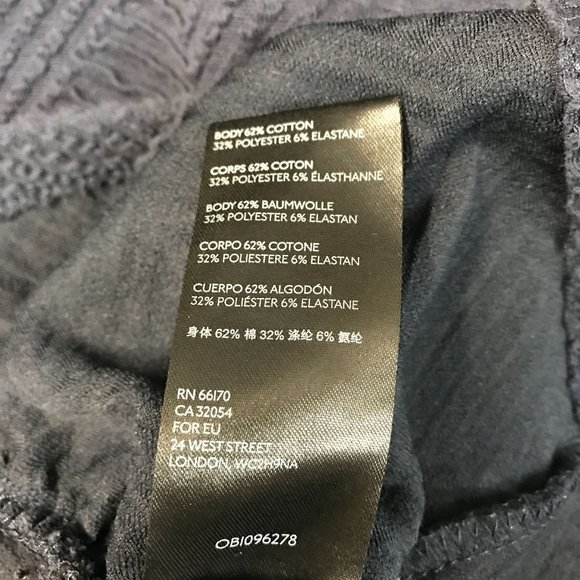 BODY 62% COTTON
32% POLYESTER 6% ELASTANE
CORPS 62% COTON
32% POLYESTER 6% ÉLASTHANNE
BODY 62% BAUMWOLLE
32% POLYESTER 6% ELASTAN
CORPO 62% COTONE
32% POLIESTERE 6% ELASTAN
CUERPO 62% ALGODÓN
32% POLIÉSTER 6% ELASTANE
身体 62% 棉 32% 涤纶 6% 氨纶
RN 66170
CA 32054
FOR EU
24 WEST STREET
LONDON, WC2H9NA
OB1096278